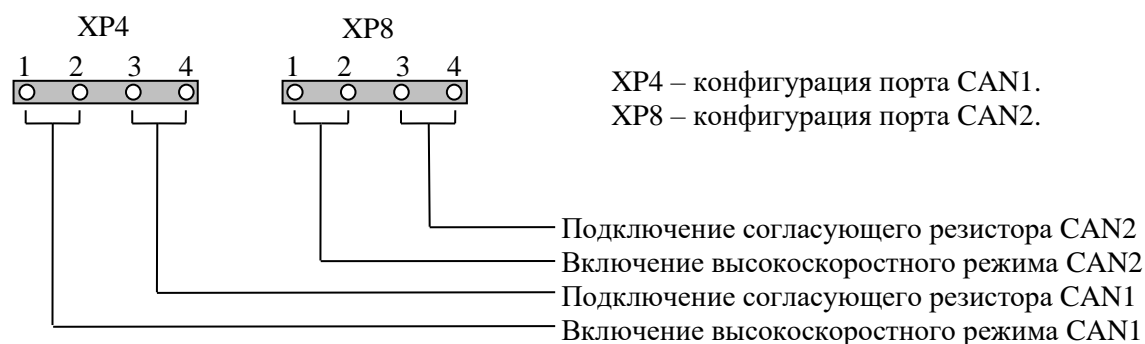 XP4 XP8
1 2 3 4 1 2 3 4
XP4 – конфигурация порта CAN1.
XP8 – конфигурация порта CAN2.
Подключение согласующего резистора CAN2
Включение высокоскоростного режима CAN2
Подключение согласующего резистора CAN1
Включение высокоскоростного режима CAN1